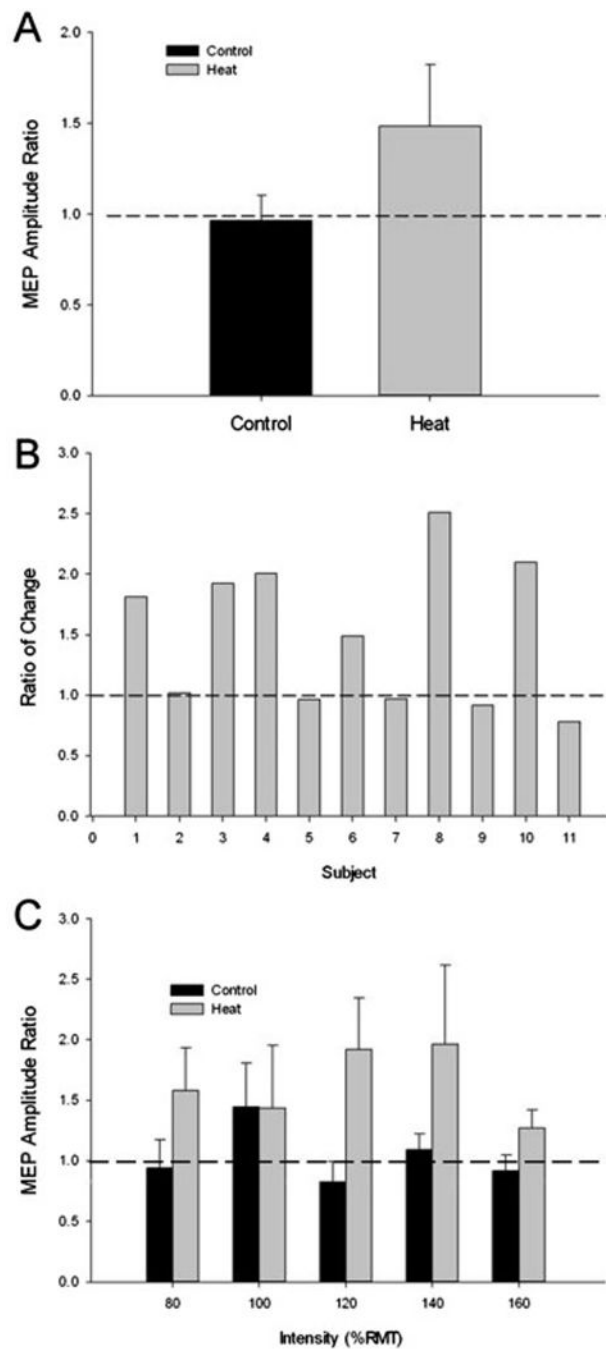 A
MEP Amplitude Ratio
2.0
1.5
1.0
0.5
0.0
Control
Heat
Control Heat
B
Ratio of Change
3.0
2.5
2.0
1.5
1.0
0.5
0.0
0 1 2 3 4 5 6 7 8 9 10 11
Subject
C
MEP Amplitude Ratio
3.0
2.5
2.0
1.5
1.0
0.5
0.0
Control
Heat
80 100 120 140 160
Intensity (%RMT)